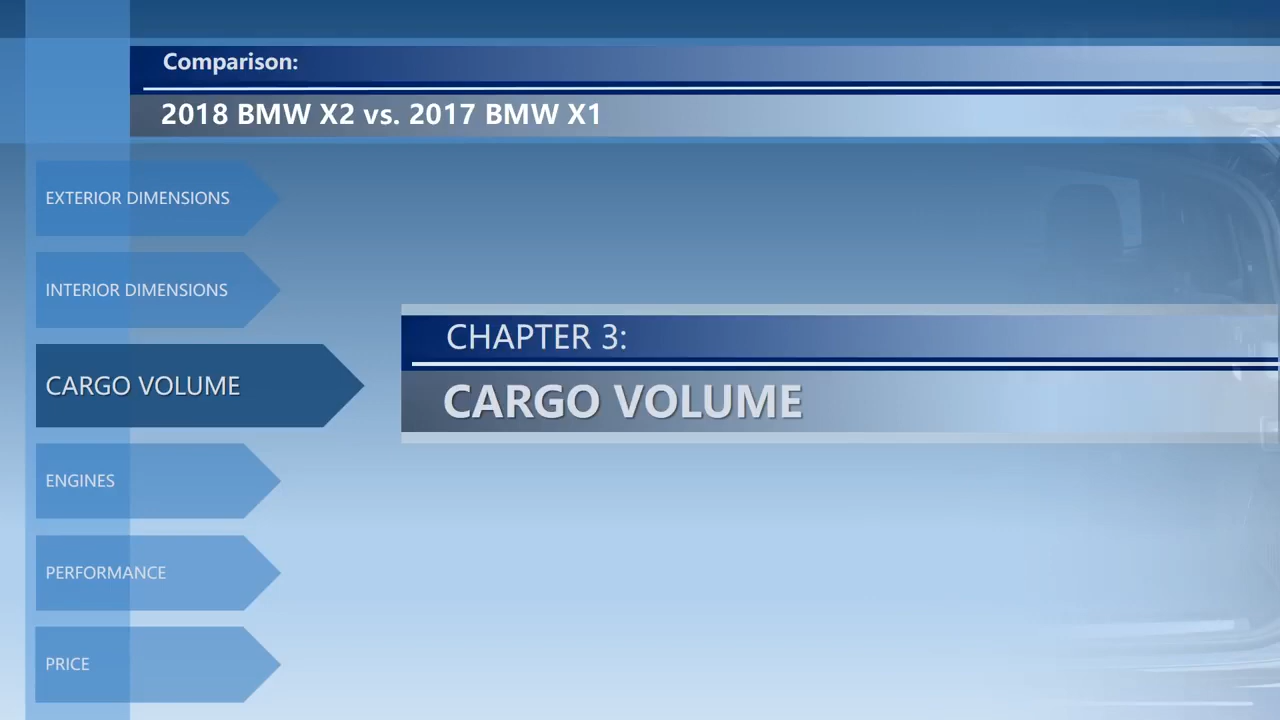 Comparison:
2018 BMW X2 vs. 2017 BMW X1
EXTERIOR DIMENSIONS
INTERIOR DIMENSIONS
CARGO VOLUME
ENGINES
PERFORMANCE
PRICE
CHAPTER 3:
CARGO VOLUME